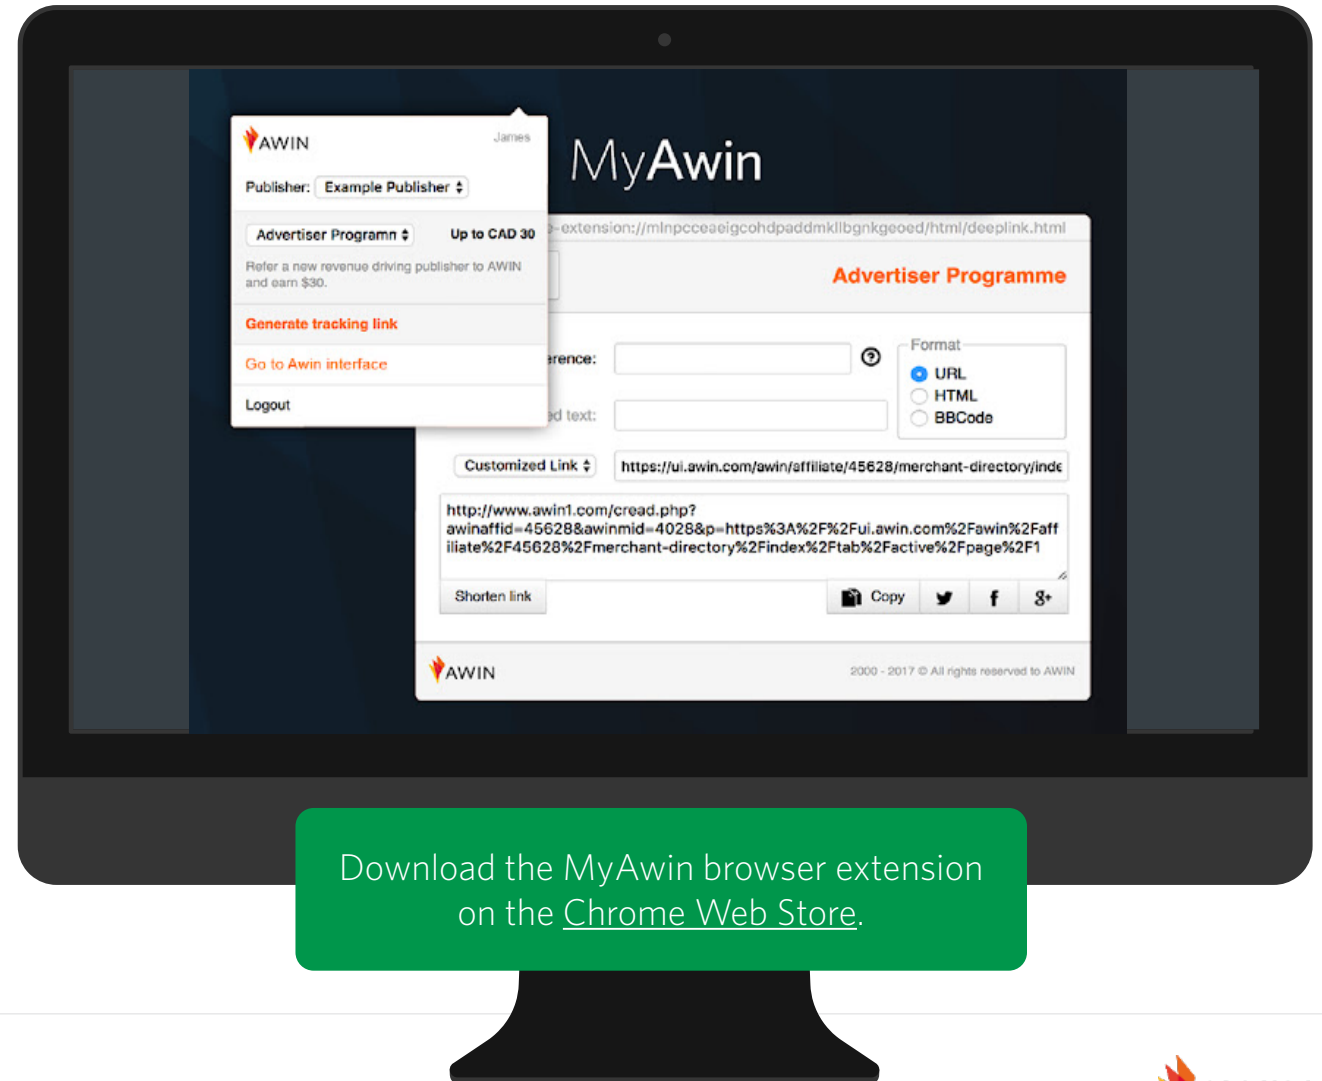 AWIN
James
Publisher: Example Publisher
Advertiser Programn Up to CAD 30
Refer a new revenue driving publisher to AWIN
and earn $30.
Generate tracking link
Go to Awin interface
Logout
MyAwin
-extension://mlnpcceaeigcohdpaddmkllbgnkgeoed/html/deeplink.html
Advertiser Programme
erence:
Format
URL
HTML
BBCode
ed text:
Customized Link https://ui.awin.com/awin/affiliate/45628/merchant-directory/inde
http://www.awin1.com/cread.php?
awinaffid=45628&awinmid=4028&p=https%3A%2F%2Fui.awin.com%2Fawin%2Faff
iliate%2F45628%2Fmerchant-directory%2Findex%2Ftab%2Factive%2Fpage%2F1
Shorten link
Copy
AWIN
2000 - 2017 © All rights reserved to AWIN
Download the MyAwin browser extension
on the Chrome Web Store.